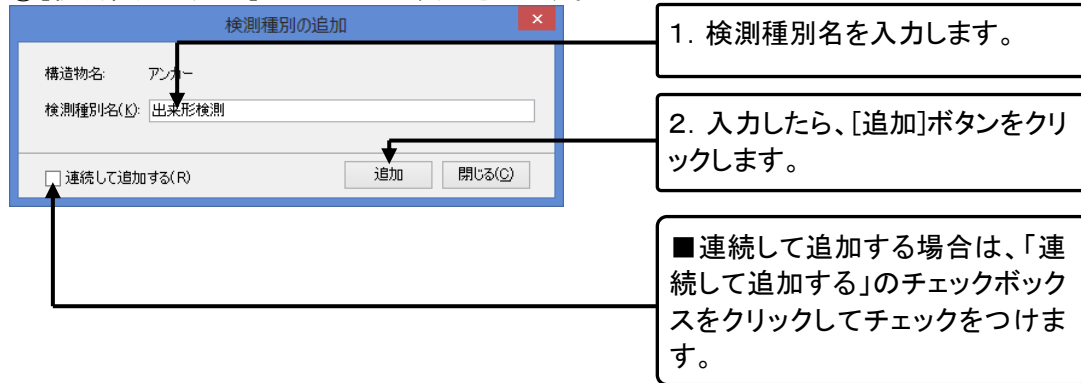 検測種別の追加
構造物名: アンカー
検測種別名(K): 出来形検測
連続して追加する(R) 追加 閉じる(C)
1. 検測種別名を入力します。
2. 入力したら、[追加]ボタンをクリ
ックします。
■連続して追加する場合は、「連
続して追加する」のチェックボック
スをクリックしてチェックをつけま
す。